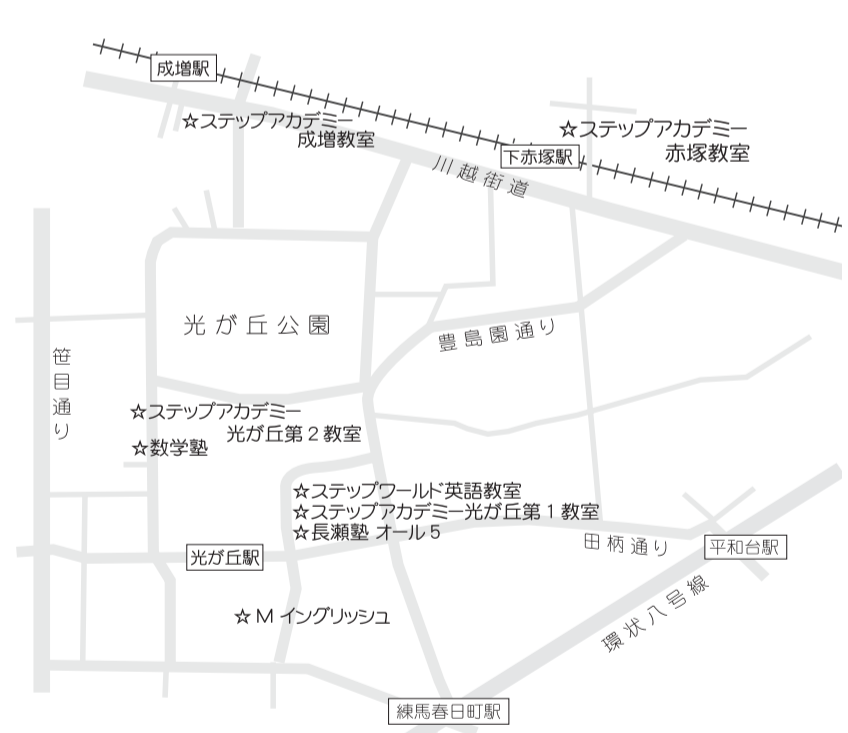 成増駅
☆ステップアカデミー
成増教室
☆ステップアカデミー
赤塚教室
下赤塚駅
川越街道
光が丘公園
豊島園通り
笹目通り
☆ステップアカデミー
光が丘第２教室
☆数学塾
☆ステップワールド英語教室
☆ステップアカデミー光が丘第１教室
☆長瀬塾 オール５
田柄通り
平和台駅
光が丘駅
環状八号線
☆Ｍ イングリッシュ
練馬春日町駅